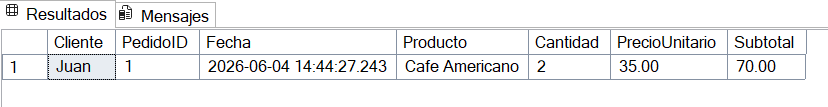 Resultados Mensajes
Cliente PedidoID Fecha Producto Cantidad PrecioUnitario Subtotal
1 Juan 1 2026-06-04 14:44:27.243 Cafe Americano 2 35.00 70.00